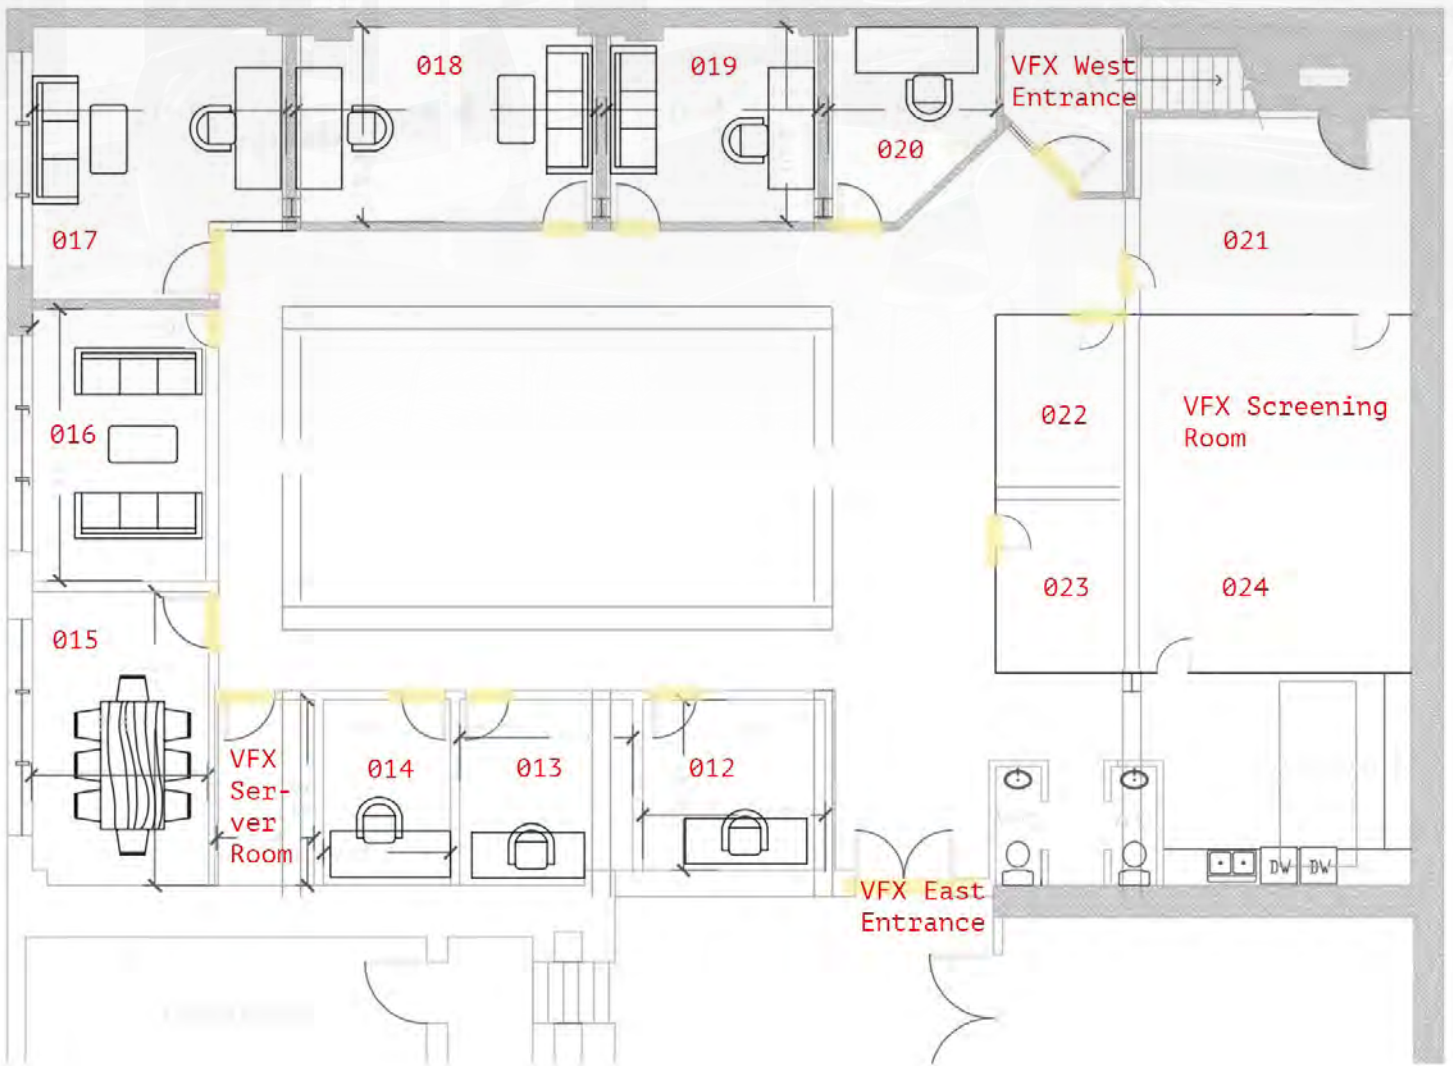 018
019
VFX West
Entrance
020
017
021
016
022
VFX Screening
Room
023
024
015
VFX
Ser-
ver
Room
014
013
012
DW
DW
VFX East
Entrance